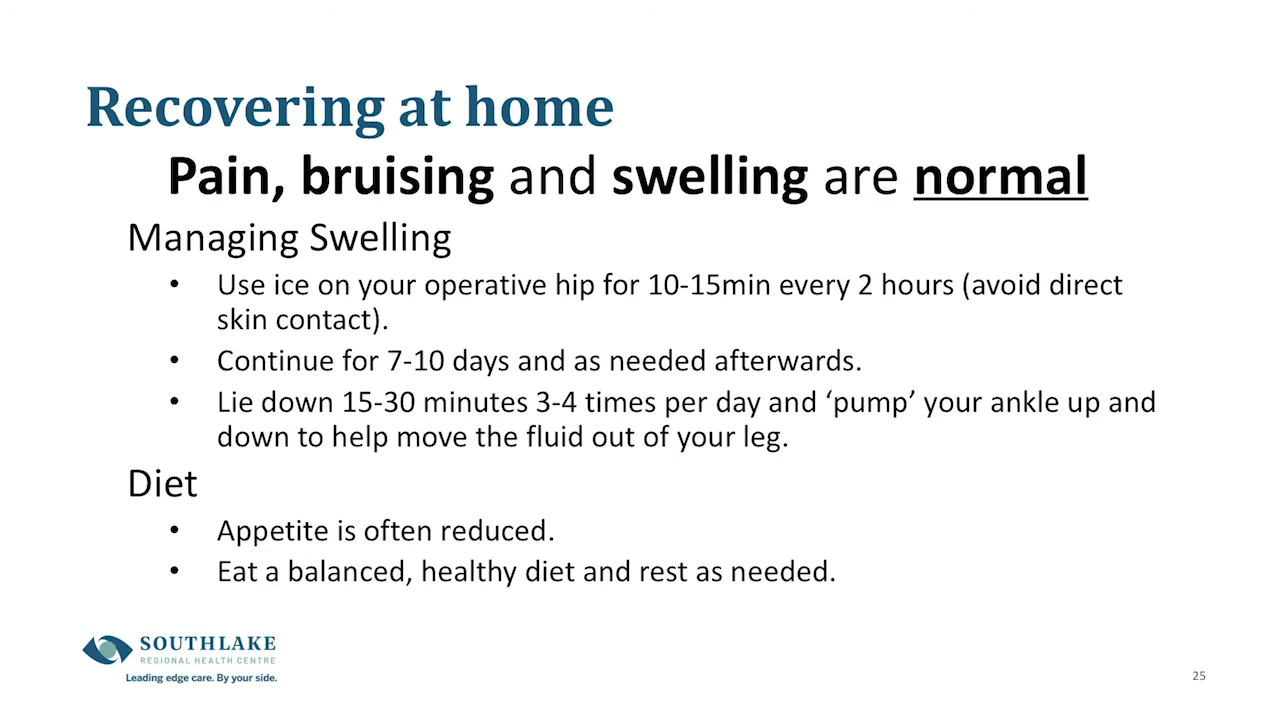 Recovering at home
Pain, bruising and swelling are normal
Managing Swelling
• Use ice on your operative hip for 10-15min every 2 hours (avoid direct
skin contact).
• Continue for 7-10 days and as needed afterwards.
• Lie down 15-30 minutes 3-4 times per day and ‘pump’ your ankle up and
down to help move the fluid out of your leg.
Diet
• Appetite is often reduced.
• Eat a balanced, healthy diet and rest as needed.
SOUTHLAKE
REGIONAL HEALTH CENTRE
Leading edge care. By your side.
25